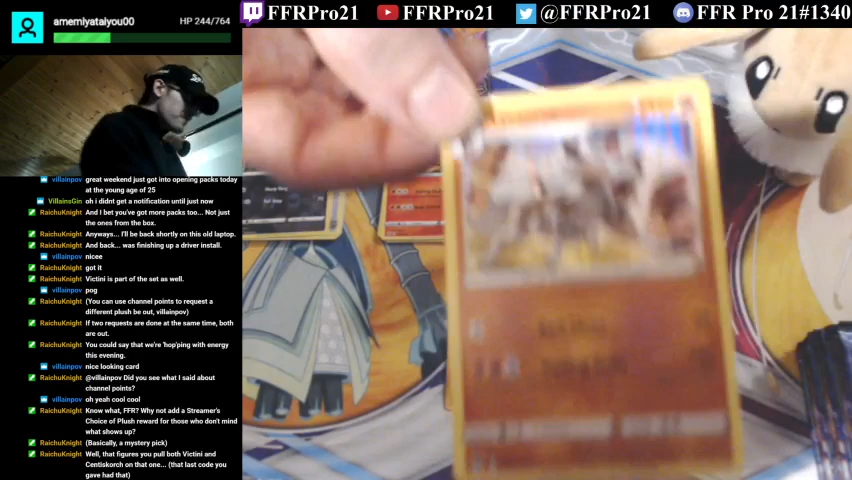 amemlyatalyou00
HP 244/764
FFRPro21
FFRPro21
@FFRPro21
FFR Pro 21#1340
villainpov great weekend just got into opening packs today
at the young age of 25
VillainsGin oh i didnt get a notification until just now
RaichuKnight And I bet you've got more packs too... Not just
the ones from the box.
RaichuKnight Anyways... I'll be back shortly on this old laptop.
RaichuKnight And back... was finishing up a driver install.
villainpov nicee
RaichuKnight got it
RaichuKnight Victini is part of the set as well.
villainpov pog
RaichuKnight (You can use channel points to request a
different plush be out, villainpov)
RaichuKnight If two requests are done at the same time, both
are out.
RaichuKnight You could say that we're 'hop'ping with energy
this evening.
villainpov nice looking card
RaichuKnight @villainpov Did you see what I said about
channel points?
villainpov oh yeah cool cool
RaichuKnight Know what, FFR? Why not add a Streamer's
Choice of Plush reward for those who don't mind
what shows up?
RaichuKnight (Basically, a mystery pick)
RaichuKnight Well, that figures you pull both Victini and
Centiskorch on that one... (that last code you
gave had that)